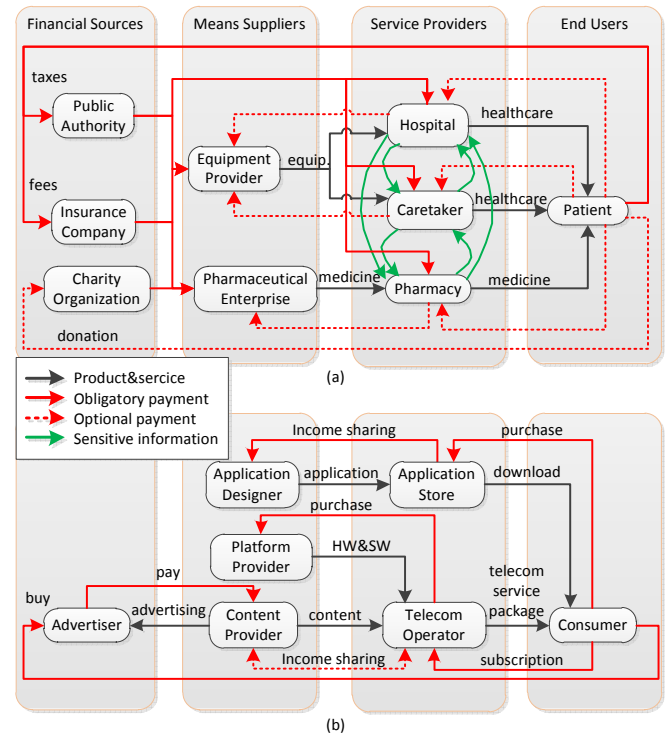 Financial Sources
Means Suppliers
Service Providers
End Users
taxes
Public
Authority
fees
Insurance
Company
Charity
Organization
donation
Equipment
Provider
equip.
Pharmaceutical
Enterprise
medicine
Hospital
healthcare
Caretaker
healthcare
Pharmacy
medicine
Patient
Product&service
Obligatory payment
Optional payment
Sensitive information
(a)
Income sharing
purchase
Application
Designer
application
Application
Store
download
purchase
Platform
Provider
HW&SW
telecom
service
package
pay
buy
Advertiser
advertising
Content
Provider
content
Telecom
Operator
Consumer
Income sharing
subscription
(b)